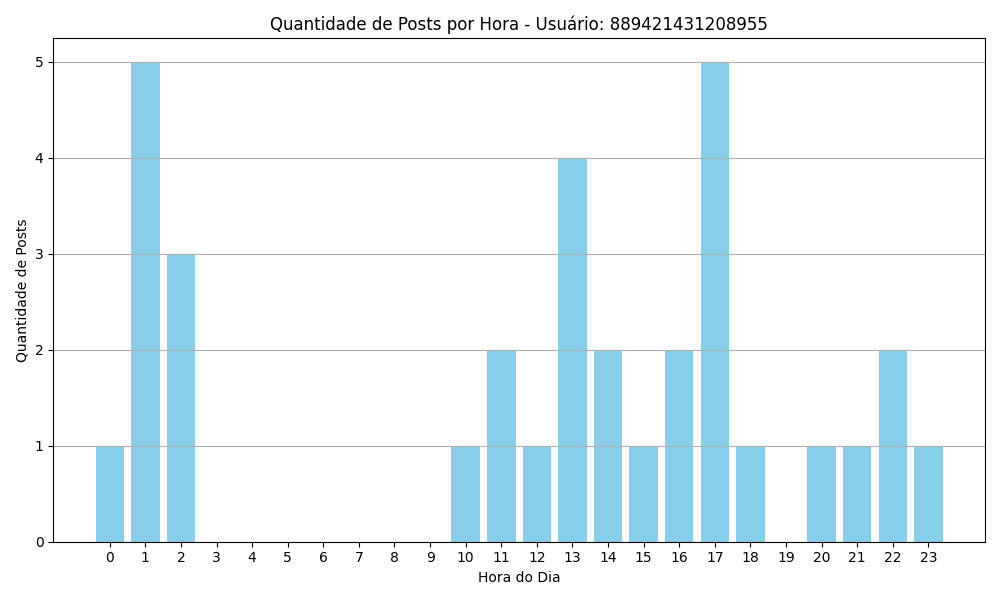 Quantidade de Posts por Hora - Usuário: 889421431208955
Quantidade de Posts
5
4
3
2
1
0
0 1 2 3 4 5 6 7 8 9 10 11 12 13 14 15 16 17 18 19 20 21 22 23
Hora do Dia